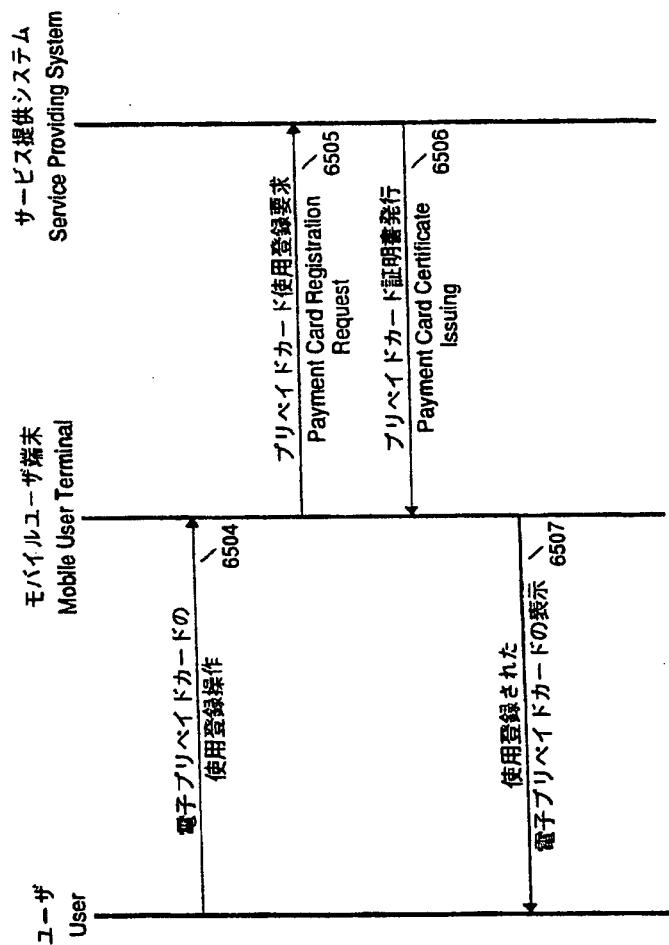 ユーザ
User
モバイルユーザ端末
Mobile User Terminal
サービス提供システム
Service Providing System
電子プリペイドカードの
使用登録操作
6504
プリペイドカード使用登録要求
Payment Card Registration
Request
6505
プリペイドカード証明書発行
Payment Card Certificate
Issuing
6506
使用登録された
電子プリペイドカードの表示
6507